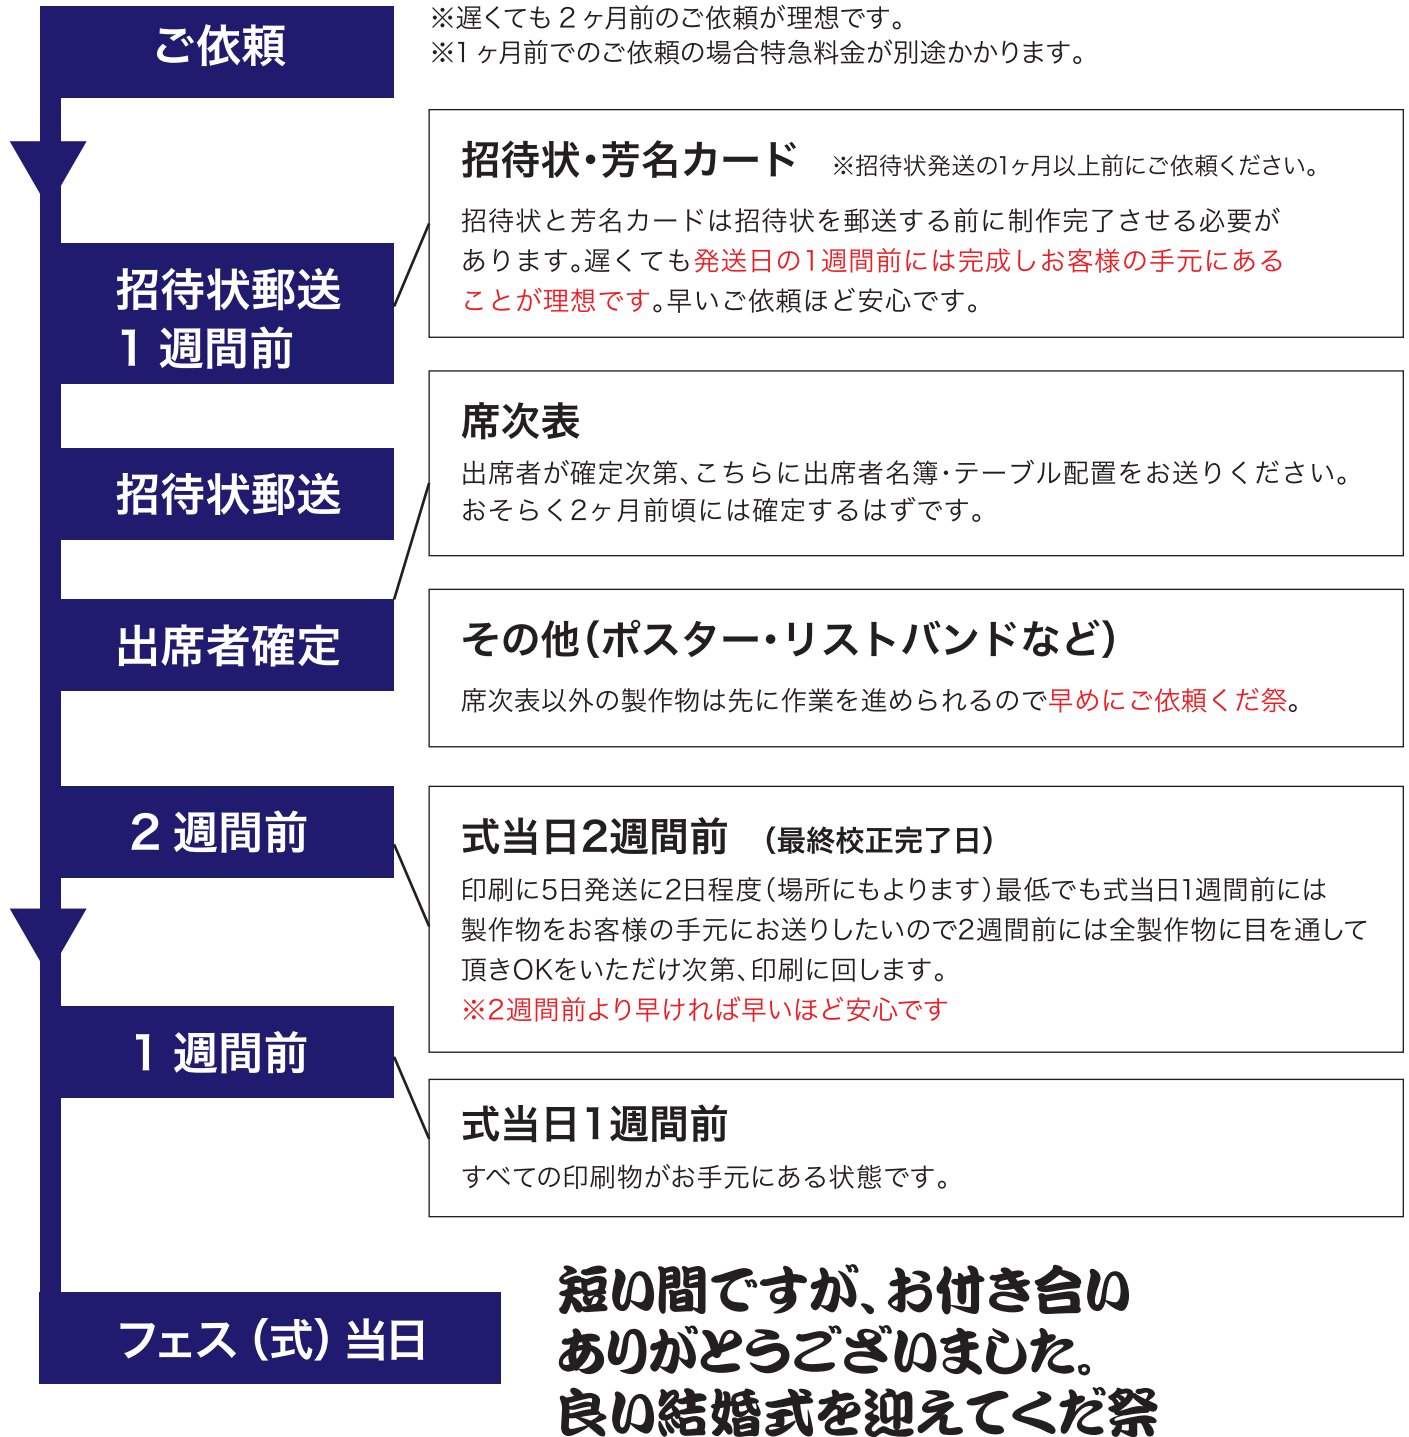 ご依頼
※遅くても２ヶ月前のご依頼が理想です。
※1ヶ月前でのご依頼の場合特急料金が別途かかります。
招待状・芳名カード　※招待状発送の1ヶ月以上前にご依頼ください。
招待状と芳名カードは招待状を郵送する前に制作完了させる必要が
あります。遅くても発送日の1週間前には完成しお客様の手元にある
ことが理想です。早いご依頼ほど安心です。
招待状郵送
1 週間前
席次表
出席者が確定次第、こちらに出席者名簿・テーブル配置をお送りください。
おそらく2ヶ月前頃には確定するはずです。
招待状郵送
出席者確定
その他（ポスター・リストバンドなど）
席次表以外の製作物は先に作業を進められるので早めにご依頼くだ祭。
2 週間前
式当日2週間前　（最終校正完了日）
印刷に5日発送に2日程度（場所にもよります）最低でも式当日1週間前には
製作物をお客様の手元にお送りしたいので2週間前には全製作物に目を通して
頂きOKをいただけ次第、印刷に回します。
※2週間前より早ければ早いほど安心です
1 週間前
式当日1週間前
すべての印刷物がお手元にある状態です。
フェス（式）当日
短い間ですが、お付き合い
ありがとうございました。
良い結婚式を迎えてくだ祭